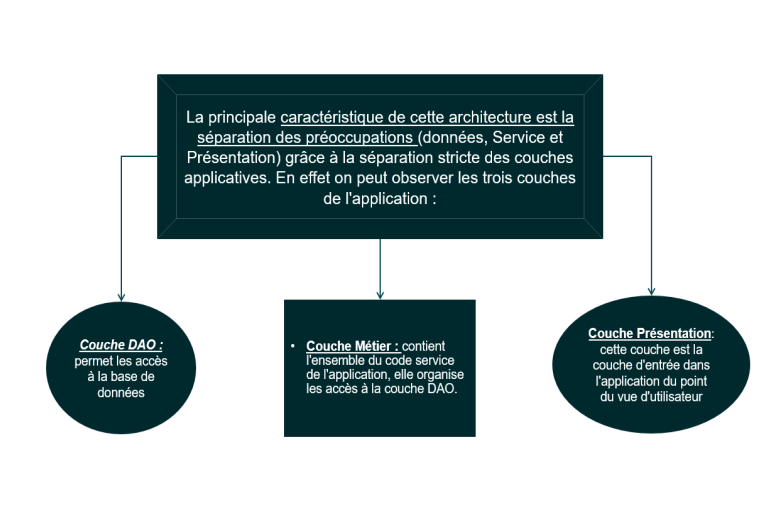 La principale caractéristique de cette architecture est la
séparation des préoccupations (données, Service et
Présentation) grâce à la séparation stricte des couches
applicatives. En effet on peut observer les trois couches
de l'application :
Couche DAO :
permet les accès
à la base de
données
• Couche Métier : contient
l'ensemble du code service
de l'application, elle organise
les accès à la couche DAO.
Couche Présentation:
cette couche est la
couche d'entrée dans
l'application du point
du vue d'utilisateur